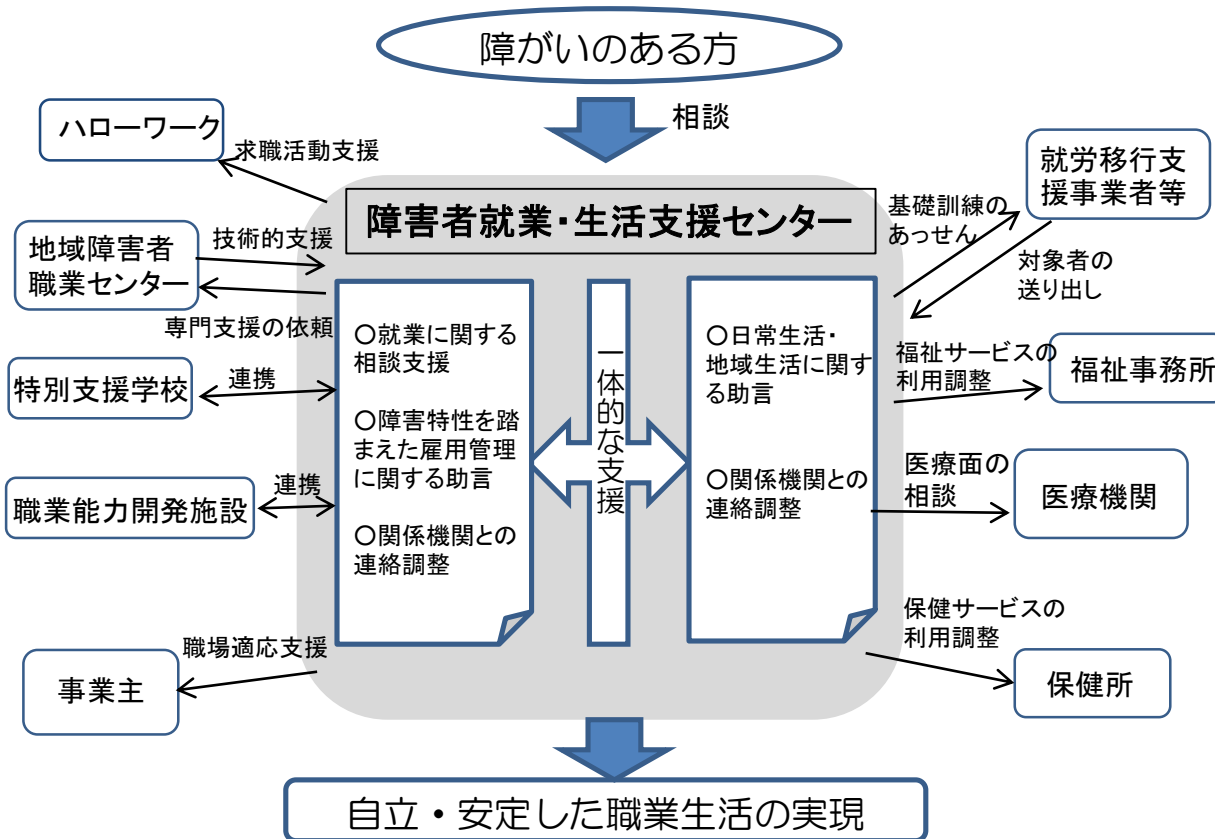 障がいのある方
相談
ハローワーク
求職活動支援
就労移行支
援事業者等
障害者就業・生活支援センター
基礎訓練の
あっせん
地域障害者
職業センター
技術的支援
対象者の
送り出し
専門支援の依頼
〇就業に関する
相談支援
〇障害特性を踏
まえた雇用管理
に関する助言
〇関係機関との
連絡調整
一体的な支援
〇日常生活・
地域生活に関す
る助言
〇関係機関との
連絡調整
特別支援学校
連携
福祉サービスの
利用調整
福祉事務所
職業能力開発施設
連携
医療面の
相談
医療機関
職場適応支援
事業主
保健サービスの
利用調整
保健所
自立・安定した職業生活の実現